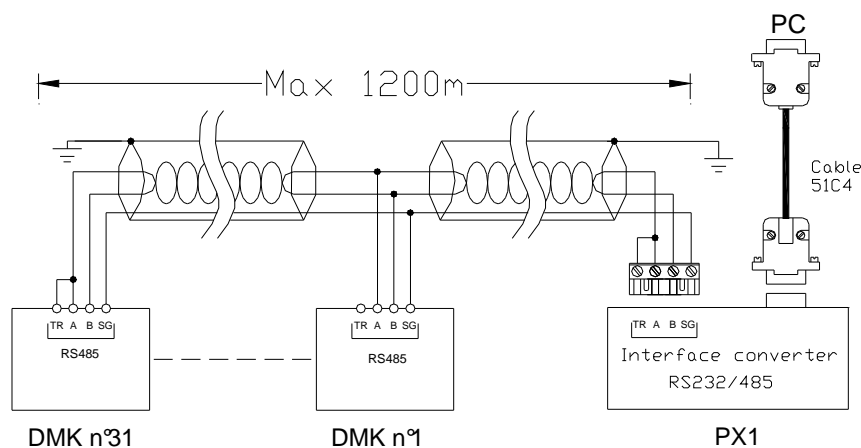 PC
Max 1200m
Cable
51C4
TR A B SG
RS485
TR A B SG
RS485
TR A B SG
Interface converter
RS232/485
DMK n°31
DMK n°1
PX1